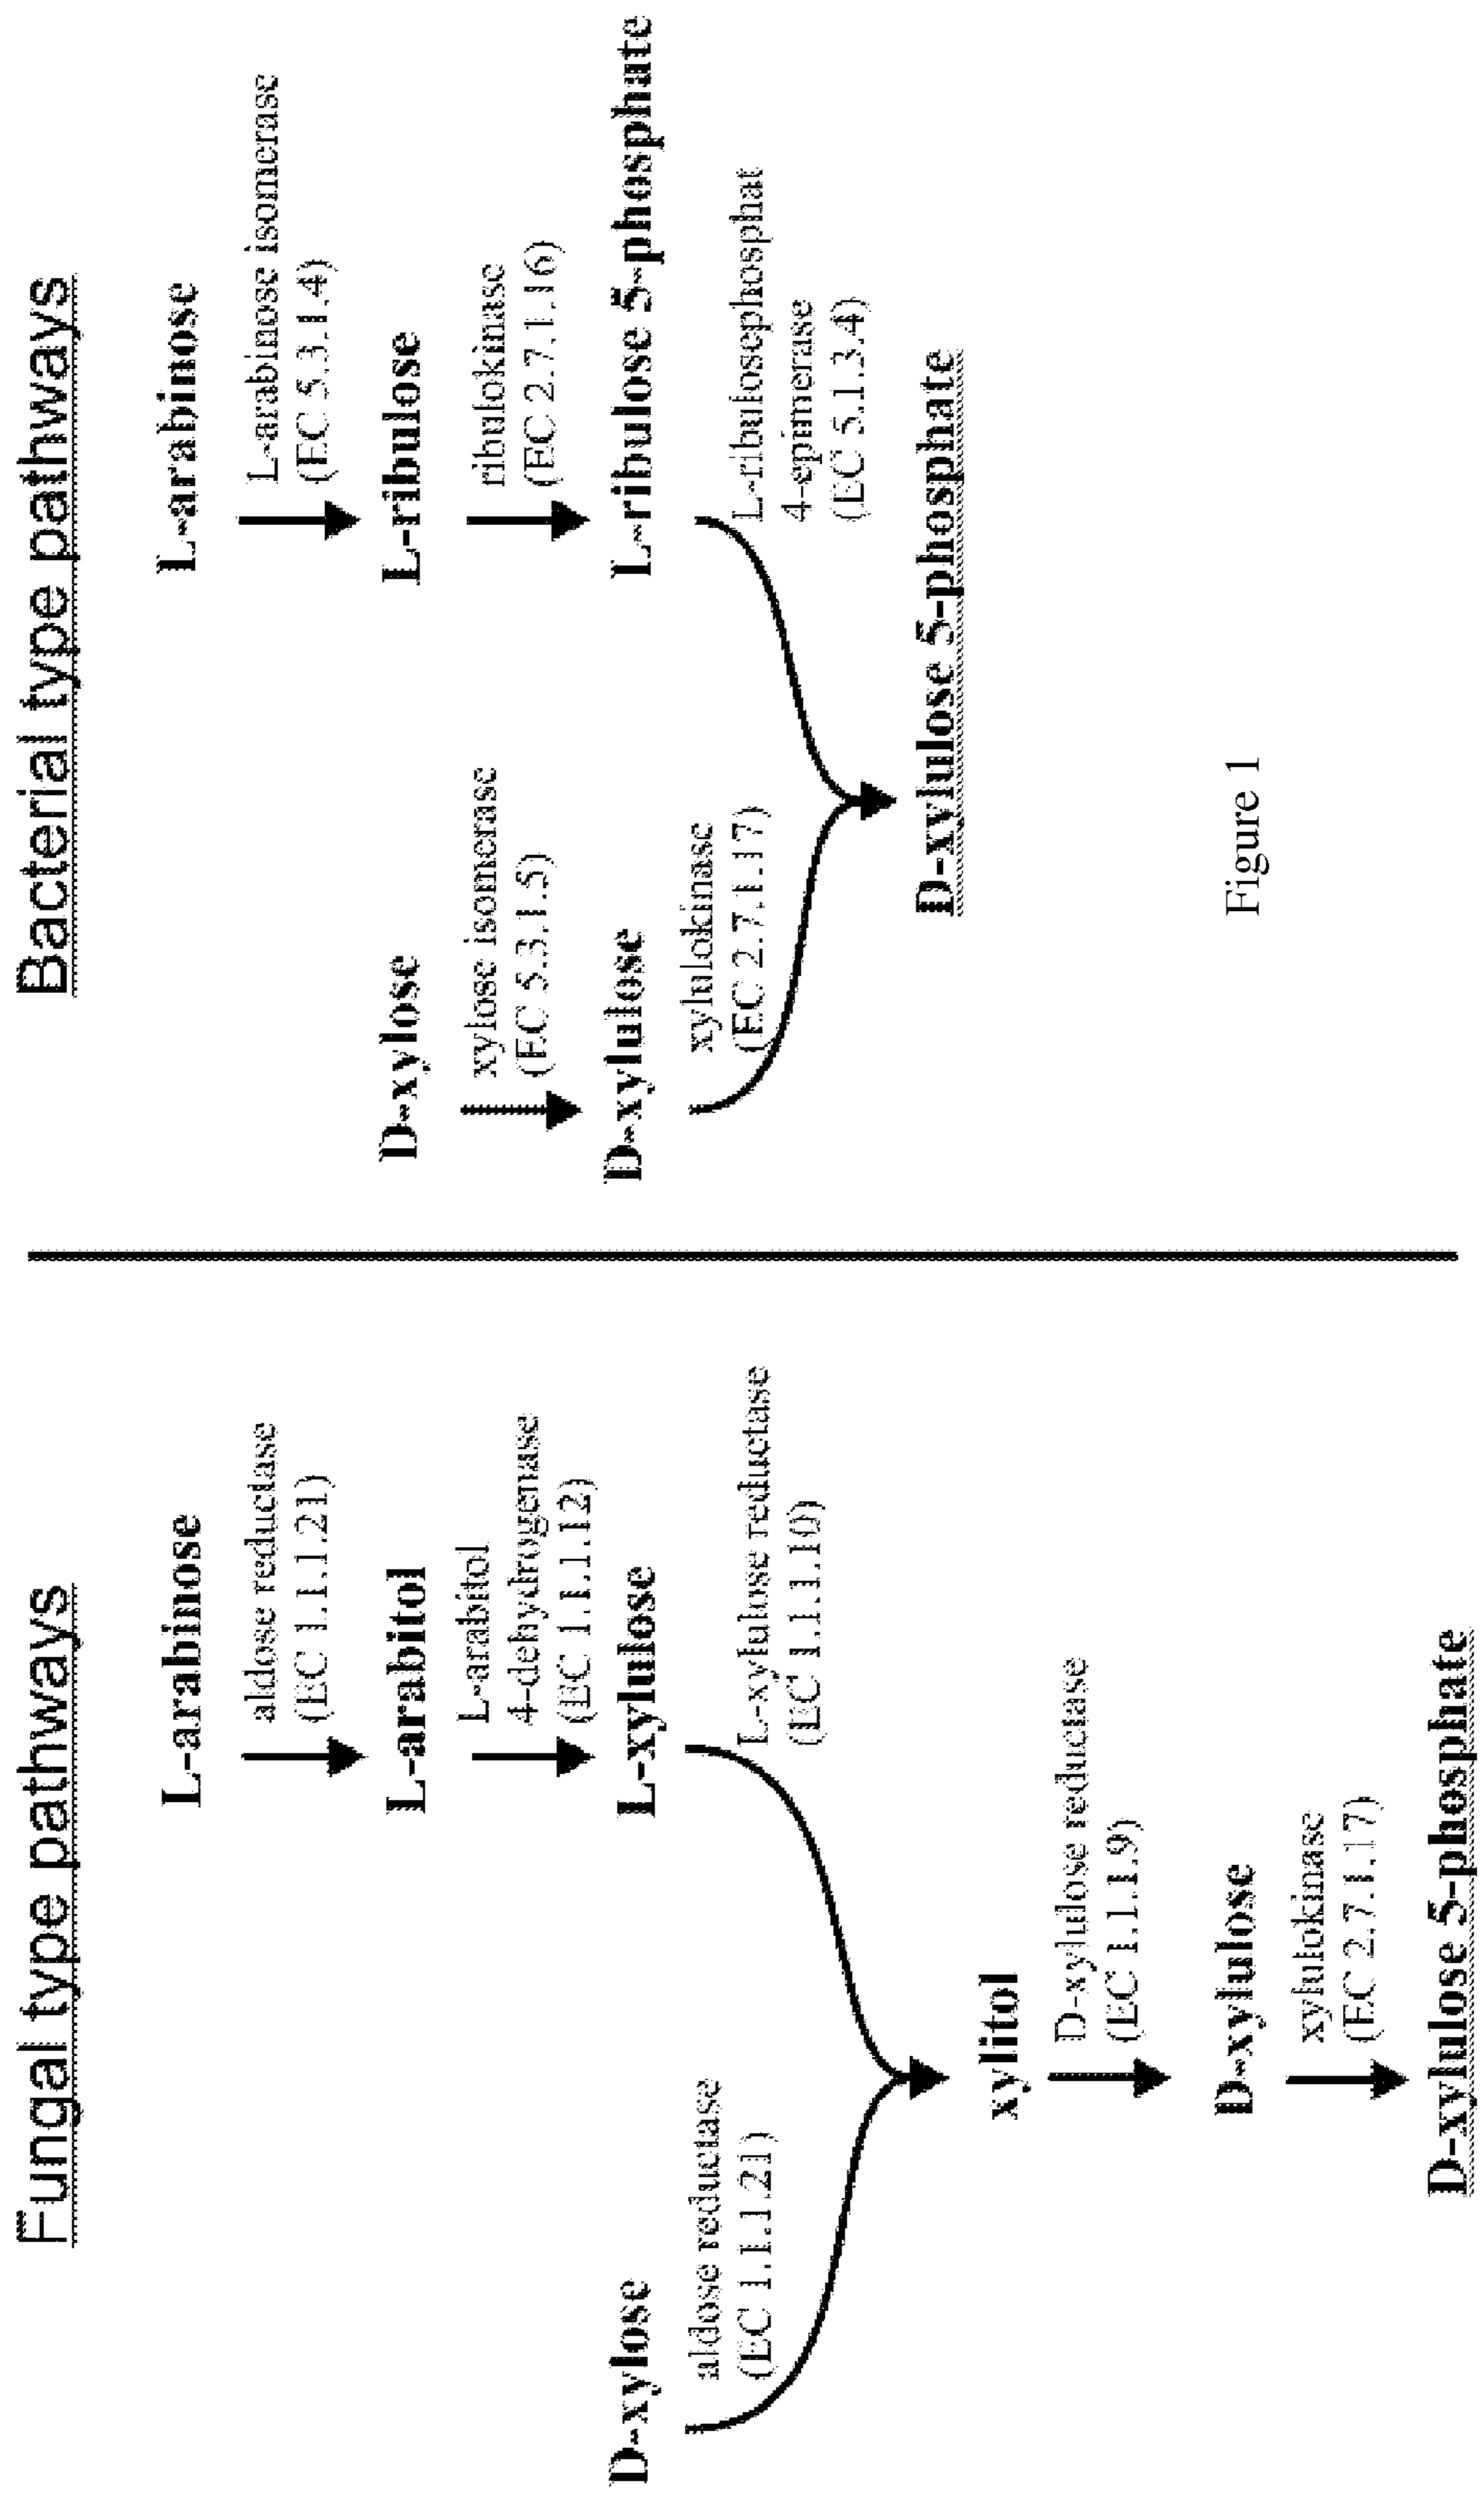 Fungal type pathways
L-arabinose
aldose reductase
(EC 1.1.1.21)
L-arabitol
L-arabitol
4-dehydrogenase
(EC 1.1.1.12)
D-xylose
L-xylulose
aldose reductase
(EC 1.1.1.21)
L-xylulose reductase
(EC 1.1.1.10)
xylitol
D-xylulose reductase
(EC 1.1.1.9)
D-xylulose
xylulokinase
(EC 2.7.1.17)
D-xylulose 5-phosphate
Bacterial type pathways
L-arabinose
L-arabinose isomerase
(EC 5.3.1.4)
D-xylose
L-ribulose
xylose isomerase
(EC 5.3.1.5)
ribulokinase
(EC 2.7.1.16)
D-xylulose
L-ribulose 5-phosphate
xylulokinase
(EC 2.7.1.17)
L-ribulosephosphat
4-epimerase
(EC 5.1.3.4)
D-xylulose 5-phosphate
Figure 1